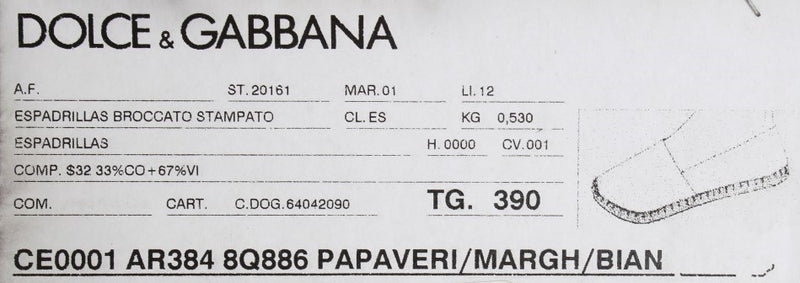 DOLCE & GABBANA
A.F. ST. 20161 MAR. 01 LI. 12
ESPADRILLAS BROCCATO STAMPATO CL. ES KG 0,530
ESPADRILLAS H. 0000 CV. 001
COMP. $32 33%CO+67%VI
COM. CART. C.DOG. 64042090 TG. 390
CE0001 AR384 8Q886 PAPAVERI/MARGH/BIAN